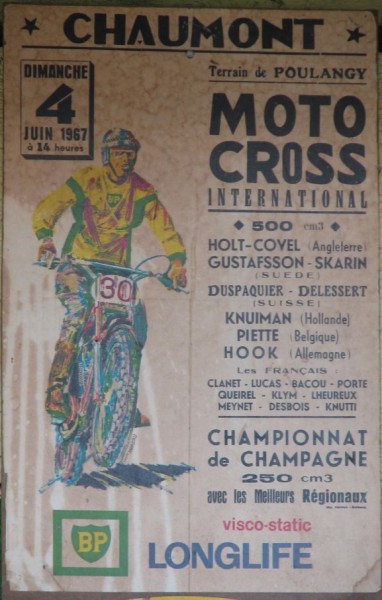 ★ CHAUMONT ★
DIMANCHE
4
JUIN 1967
à 14 heures
Terrain de POULANGY
MOTO
CROSS
INTERNATIONAL
◆ 500 cm3 ◆
HOLT-COVEL (Angleterre)
GUSTAFSSON - SKARIN
(SUEDE)
DUSPAQUIER - DELESSERT
(SUISSE)
KNUIMAN (Hollande)
PIETTE (Belgique)
HOOK (Allemagne)
Les FRANÇAIS
CLANET - LUCAS - BACOU - PORTE
QUEIREL - KLYM - LHEUREUX
MEYNET - DESBOIS - KNUTTI
CHAMPIONNAT
de CHAMPAGNE
250 cm3
avec les Meilleurs Régionaux
BP
30
visco-static
BP
LONGLIFE